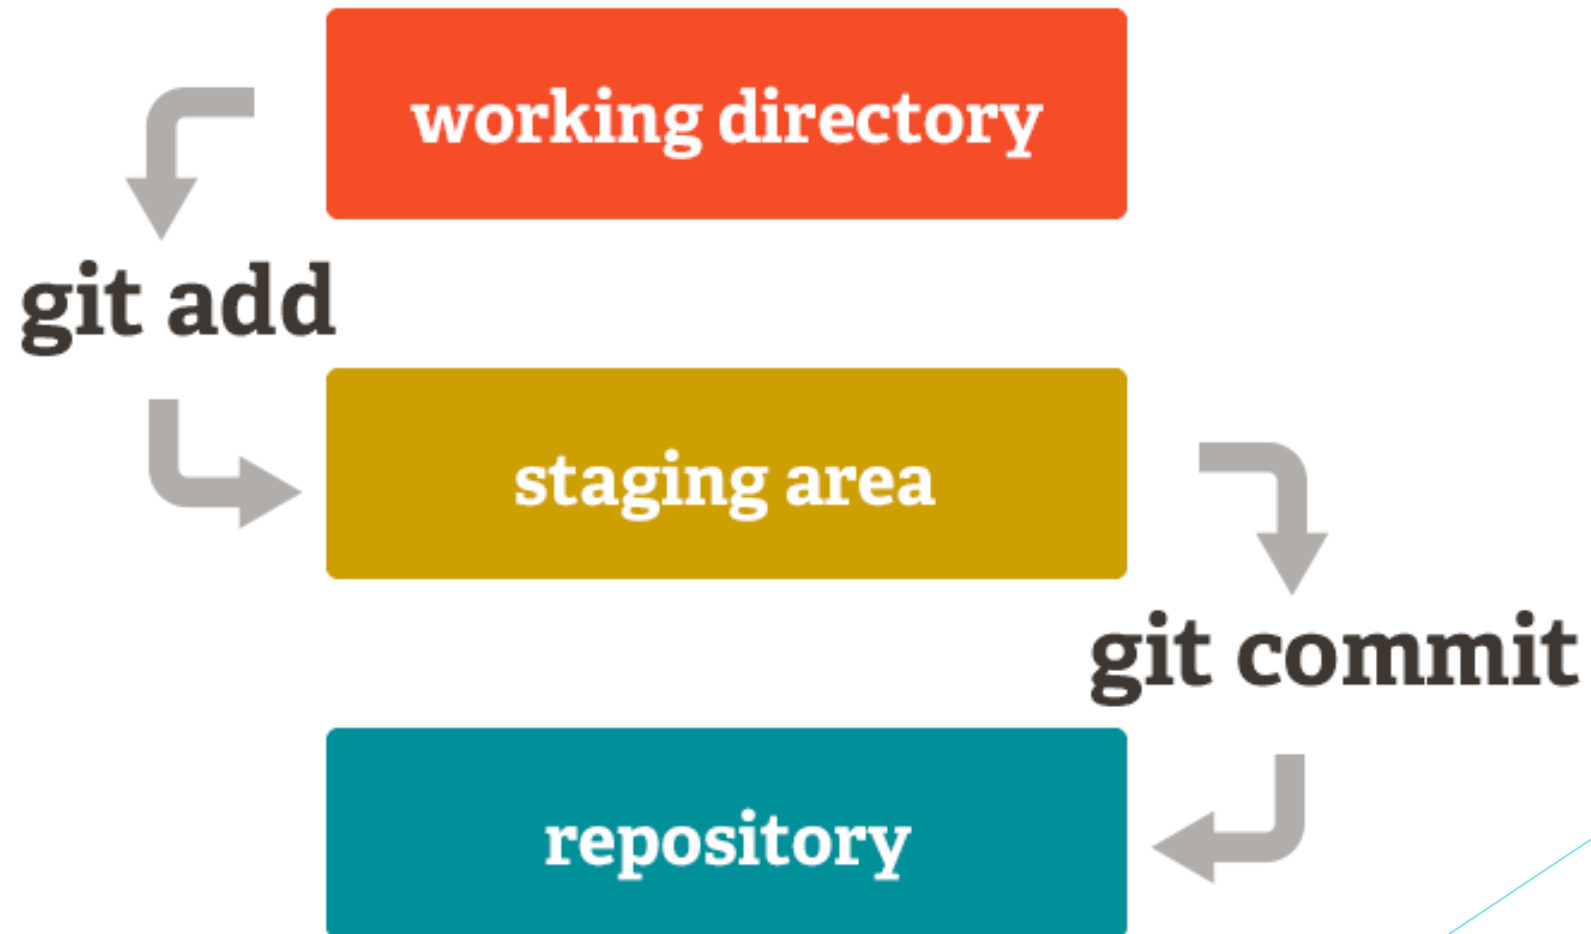 working directory
git add
staging area
git commit
repository